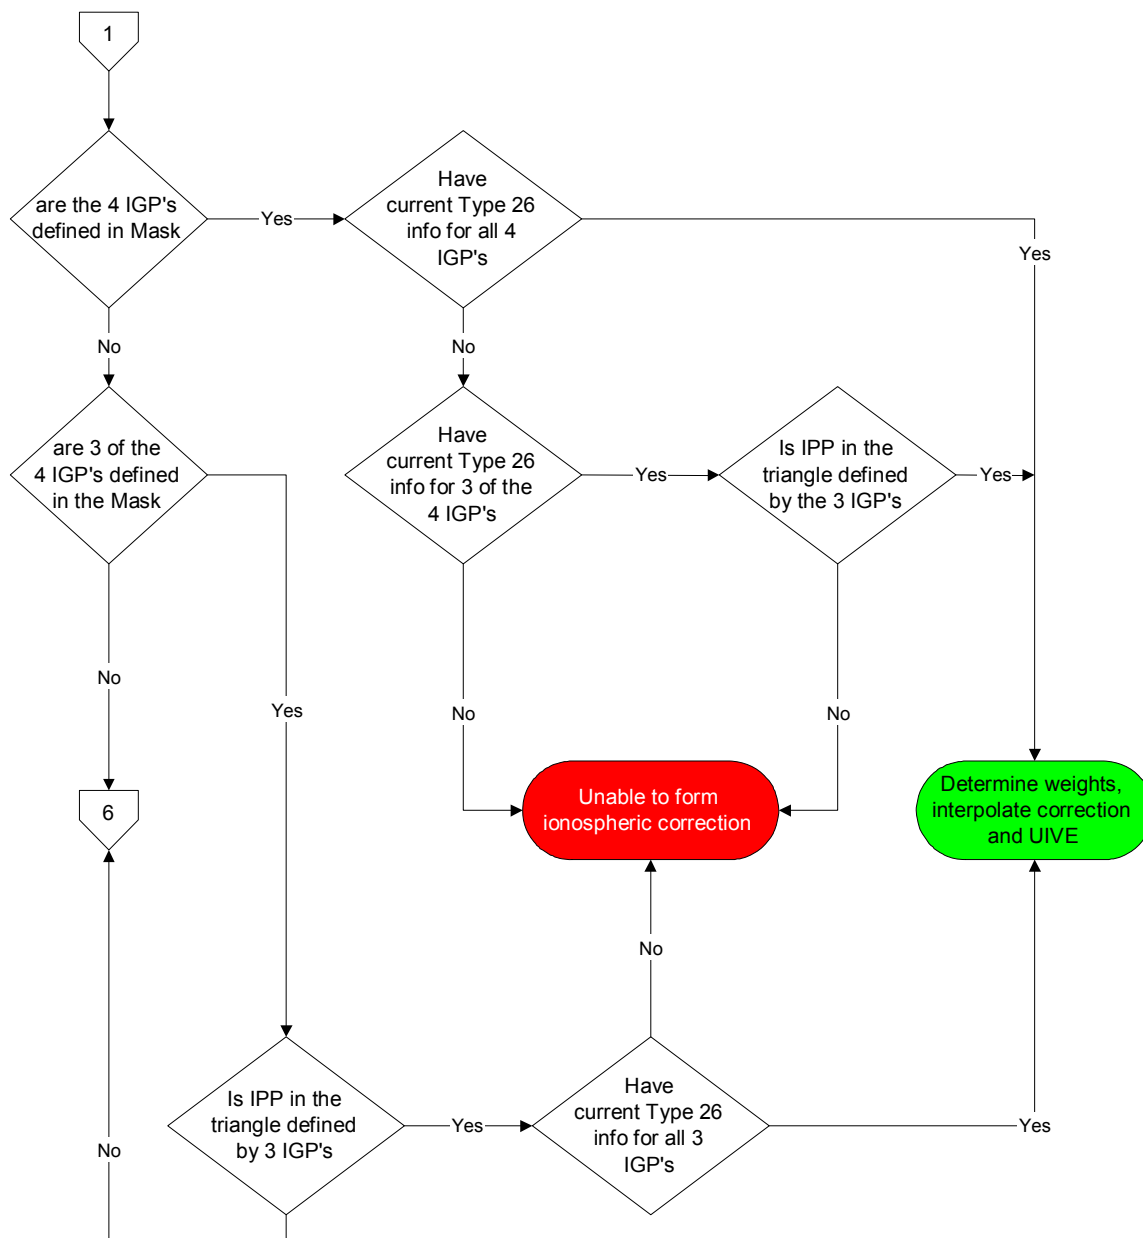 1
are the 4 IGP's
defined in Mask
Yes
Have
current Type 26
info for all 4
IGP's
Yes
No
No
are 3 of the
4 IGP's defined
in the Mask
Have
current Type 26
info for 3 of the
4 IGP's
Yes
Is IPP in the
triangle defined
by the 3 IGP's
Yes
No
Yes
No
No
6
Unable to form
ionospheric correction
Determine weights,
interpolate correction
and UIVE
No
Is IPP in the
triangle defined
by 3 IGP's
Yes
Have
current Type 26
info for all 3
IGP's
Yes
No